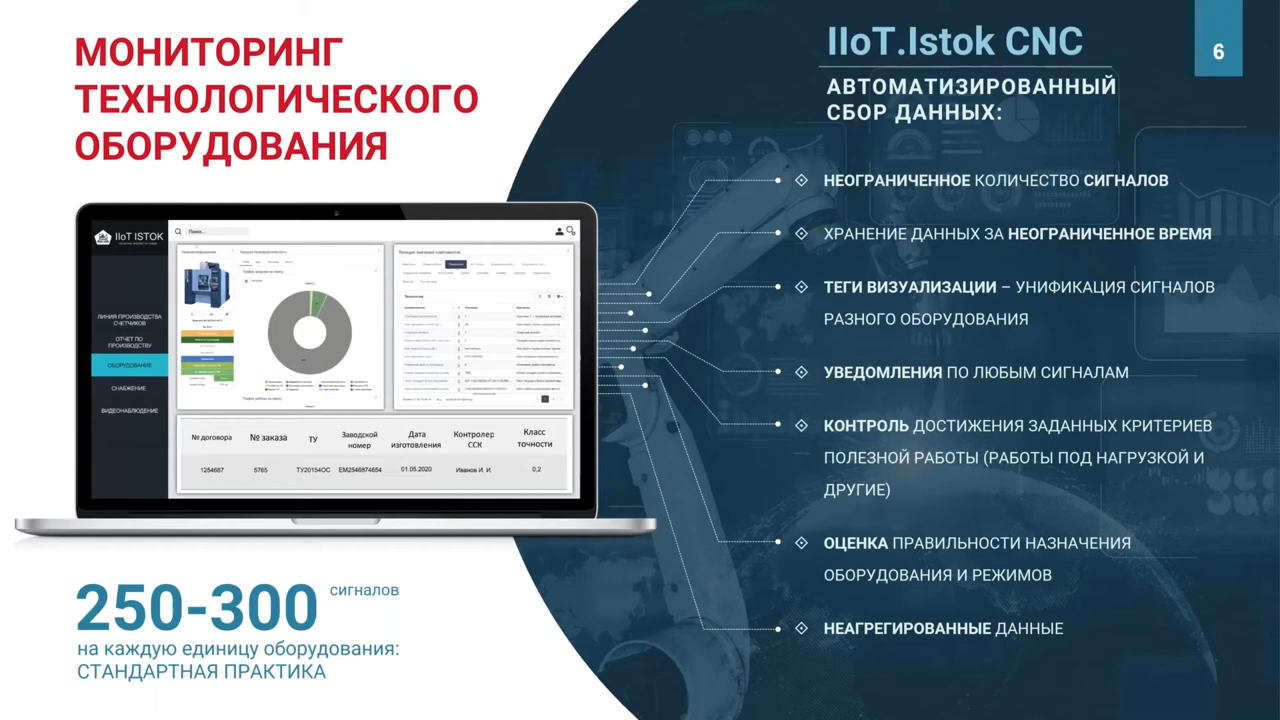 МОНИТОРИНГ
ТЕХНОЛОГИЧЕСКОГО
ОБОРУДОВАНИЯ
IIoT ISTOK
Поиск...
ЛИНИЯ ПРОИЗВОДСТВА
СЧЕТЧИКОВ
ОТЧЕТ ПО
ПРОИЗВОДСТВУ
ОБОРУДОВАНИЕ
СНАБЖЕНИЕ
ВИДЕОНАБЛЮДЕНИЕ
№ договора № заказа ТУ Заводской номер Дата изготовления Контролер ССК Класс точности
1254687 5765 ТУ20154ОС ЕМ2546874654 01.05.2020 Иванов И. И. 0,2
250-300 сигналов
на каждую единицу оборудования:
СТАНДАРТНАЯ ПРАКТИКА
IIoT.Istok CNC
6
АВТОМАТИЗИРОВАННЫЙ
СБОР ДАННЫХ:
НЕОГРАНИЧЕННОЕ КОЛИЧЕСТВО СИГНАЛОВ
ХРАНЕНИЕ ДАННЫХ ЗА НЕОГРАНИЧЕННОЕ ВРЕМЯ
ТЕГИ ВИЗУАЛИЗАЦИИ – УНИФИКАЦИЯ СИГНАЛОВ
РАЗНОГО ОБОРУДОВАНИЯ
УВЕДОМЛЕНИЯ ПО ЛЮБЫМ СИГНАЛАМ
КОНТРОЛЬ ДОСТИЖЕНИЯ ЗАДАННЫХ КРИТЕРИЕВ
ПОЛЕЗНОЙ РАБОТЫ (РАБОТЫ ПОД НАГРУЗКОЙ И
ДРУГИЕ)
ОЦЕНКА ПРАВИЛЬНОСТИ НАЗНАЧЕНИЯ
ОБОРУДОВАНИЯ И РЕЖИМОВ
НЕАГРЕГИРОВАННЫЕ ДАННЫЕ